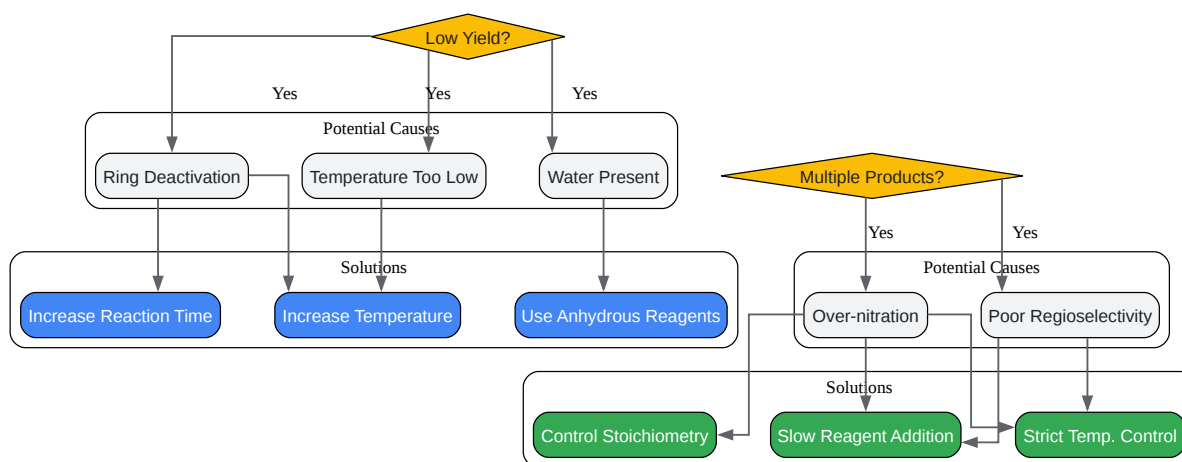 Low Yield?
Yes
Yes
Yes
Potential Causes
Ring Deactivation
Temperature Too Low
Water Present
Solutions
Increase Reaction Time
Increase Temperature
Use Anhydrous Reagents
Multiple Products?
Yes
Yes
Potential Causes
Over-nitration
Poor Regioselectivity
Solutions
Control Stoichiometry
Slow Reagent Addition
Strict Temp. Control